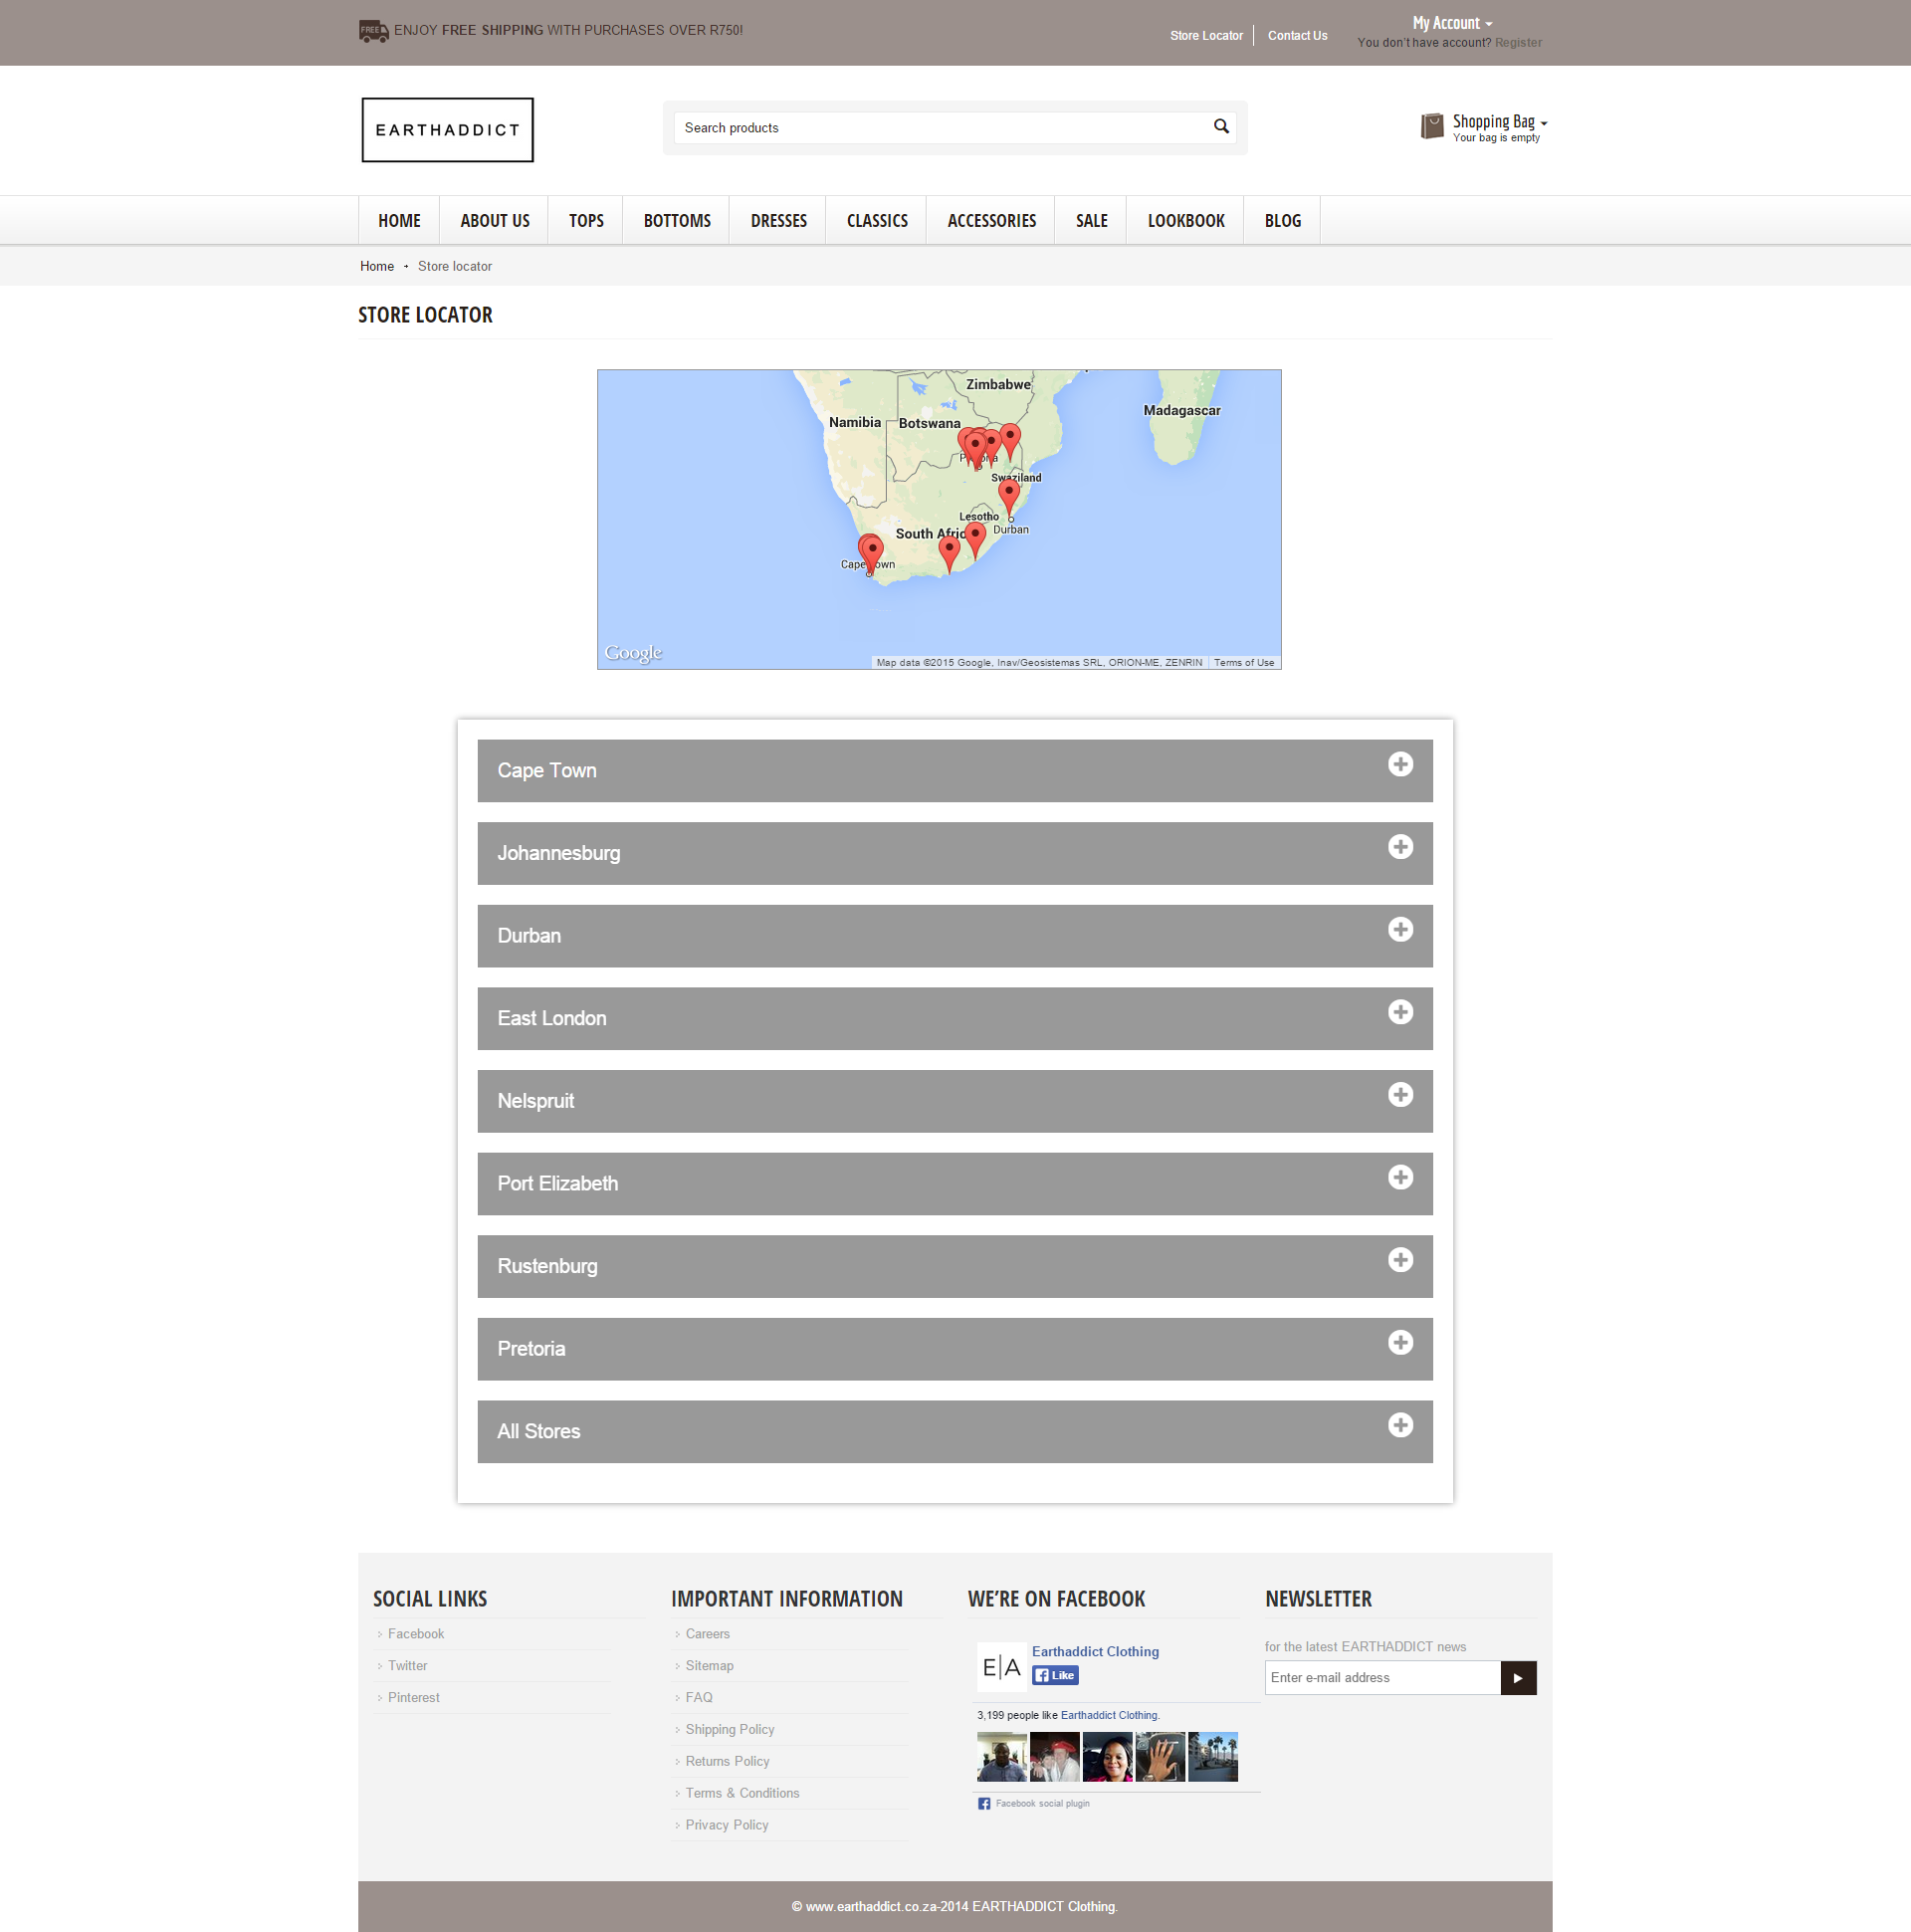 FREE ENJOY FREE SHIPPING WITH PURCHASES OVER R750!
Store Locator
Contact Us
My Account
You don't have account? Register
EARTHADDICT
Search products
Shopping Bag
Your bag is empty
HOME ABOUT US TOPS BOTTOMS DRESSES CLASSICS ACCESSORIES SALE LOOKBOOK BLOG
Home Store locator
STORE LOCATOR
Zimbabwe
Madagascar
Namibia Botswana
Swaziland
Lesotho
South Afric
Durban
Cape Town
Google
Map data ©2015 Google, Inav/Geosistemas SRL, ORION-ME, ZENRIN Terms of Use
Cape Town
Johannesburg
Durban
East London
Nelspruit
Port Elizabeth
Rustenburg
Pretoria
All Stores
SOCIAL LINKS
Facebook
Twitter
Pinterest
IMPORTANT INFORMATION
Careers
Sitemap
FAQ
Shipping Policy
Returns Policy
Terms & Conditions
Privacy Policy
WE'RE ON FACEBOOK
E|A
Earthaddict Clothing
Like
3,199 people like Earthaddict Clothing.
Facebook social plugin
NEWSLETTER
for the latest EARTHADDICT news
Enter e-mail address
© www.earthaddict.co.za-2014 EARTHADDICT Clothing.